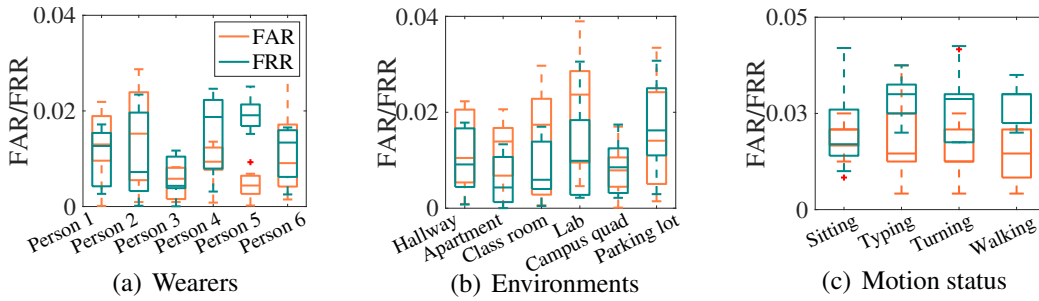 0.04
0.02
0
FAR/FRR
FAR
FRR
Person 1
Person 2
Person 3
Person 4
Person 5
Person 6
(a) Wearers
0.04
0.02
0
FAR/FRR
Hallway
Apartment
Class room
Lab
Campus quad
Parking lot
(b) Environments
0.05
0.03
0
FAR/FRR
Sitting
Typing
Turning
Walking
(c) Motion status